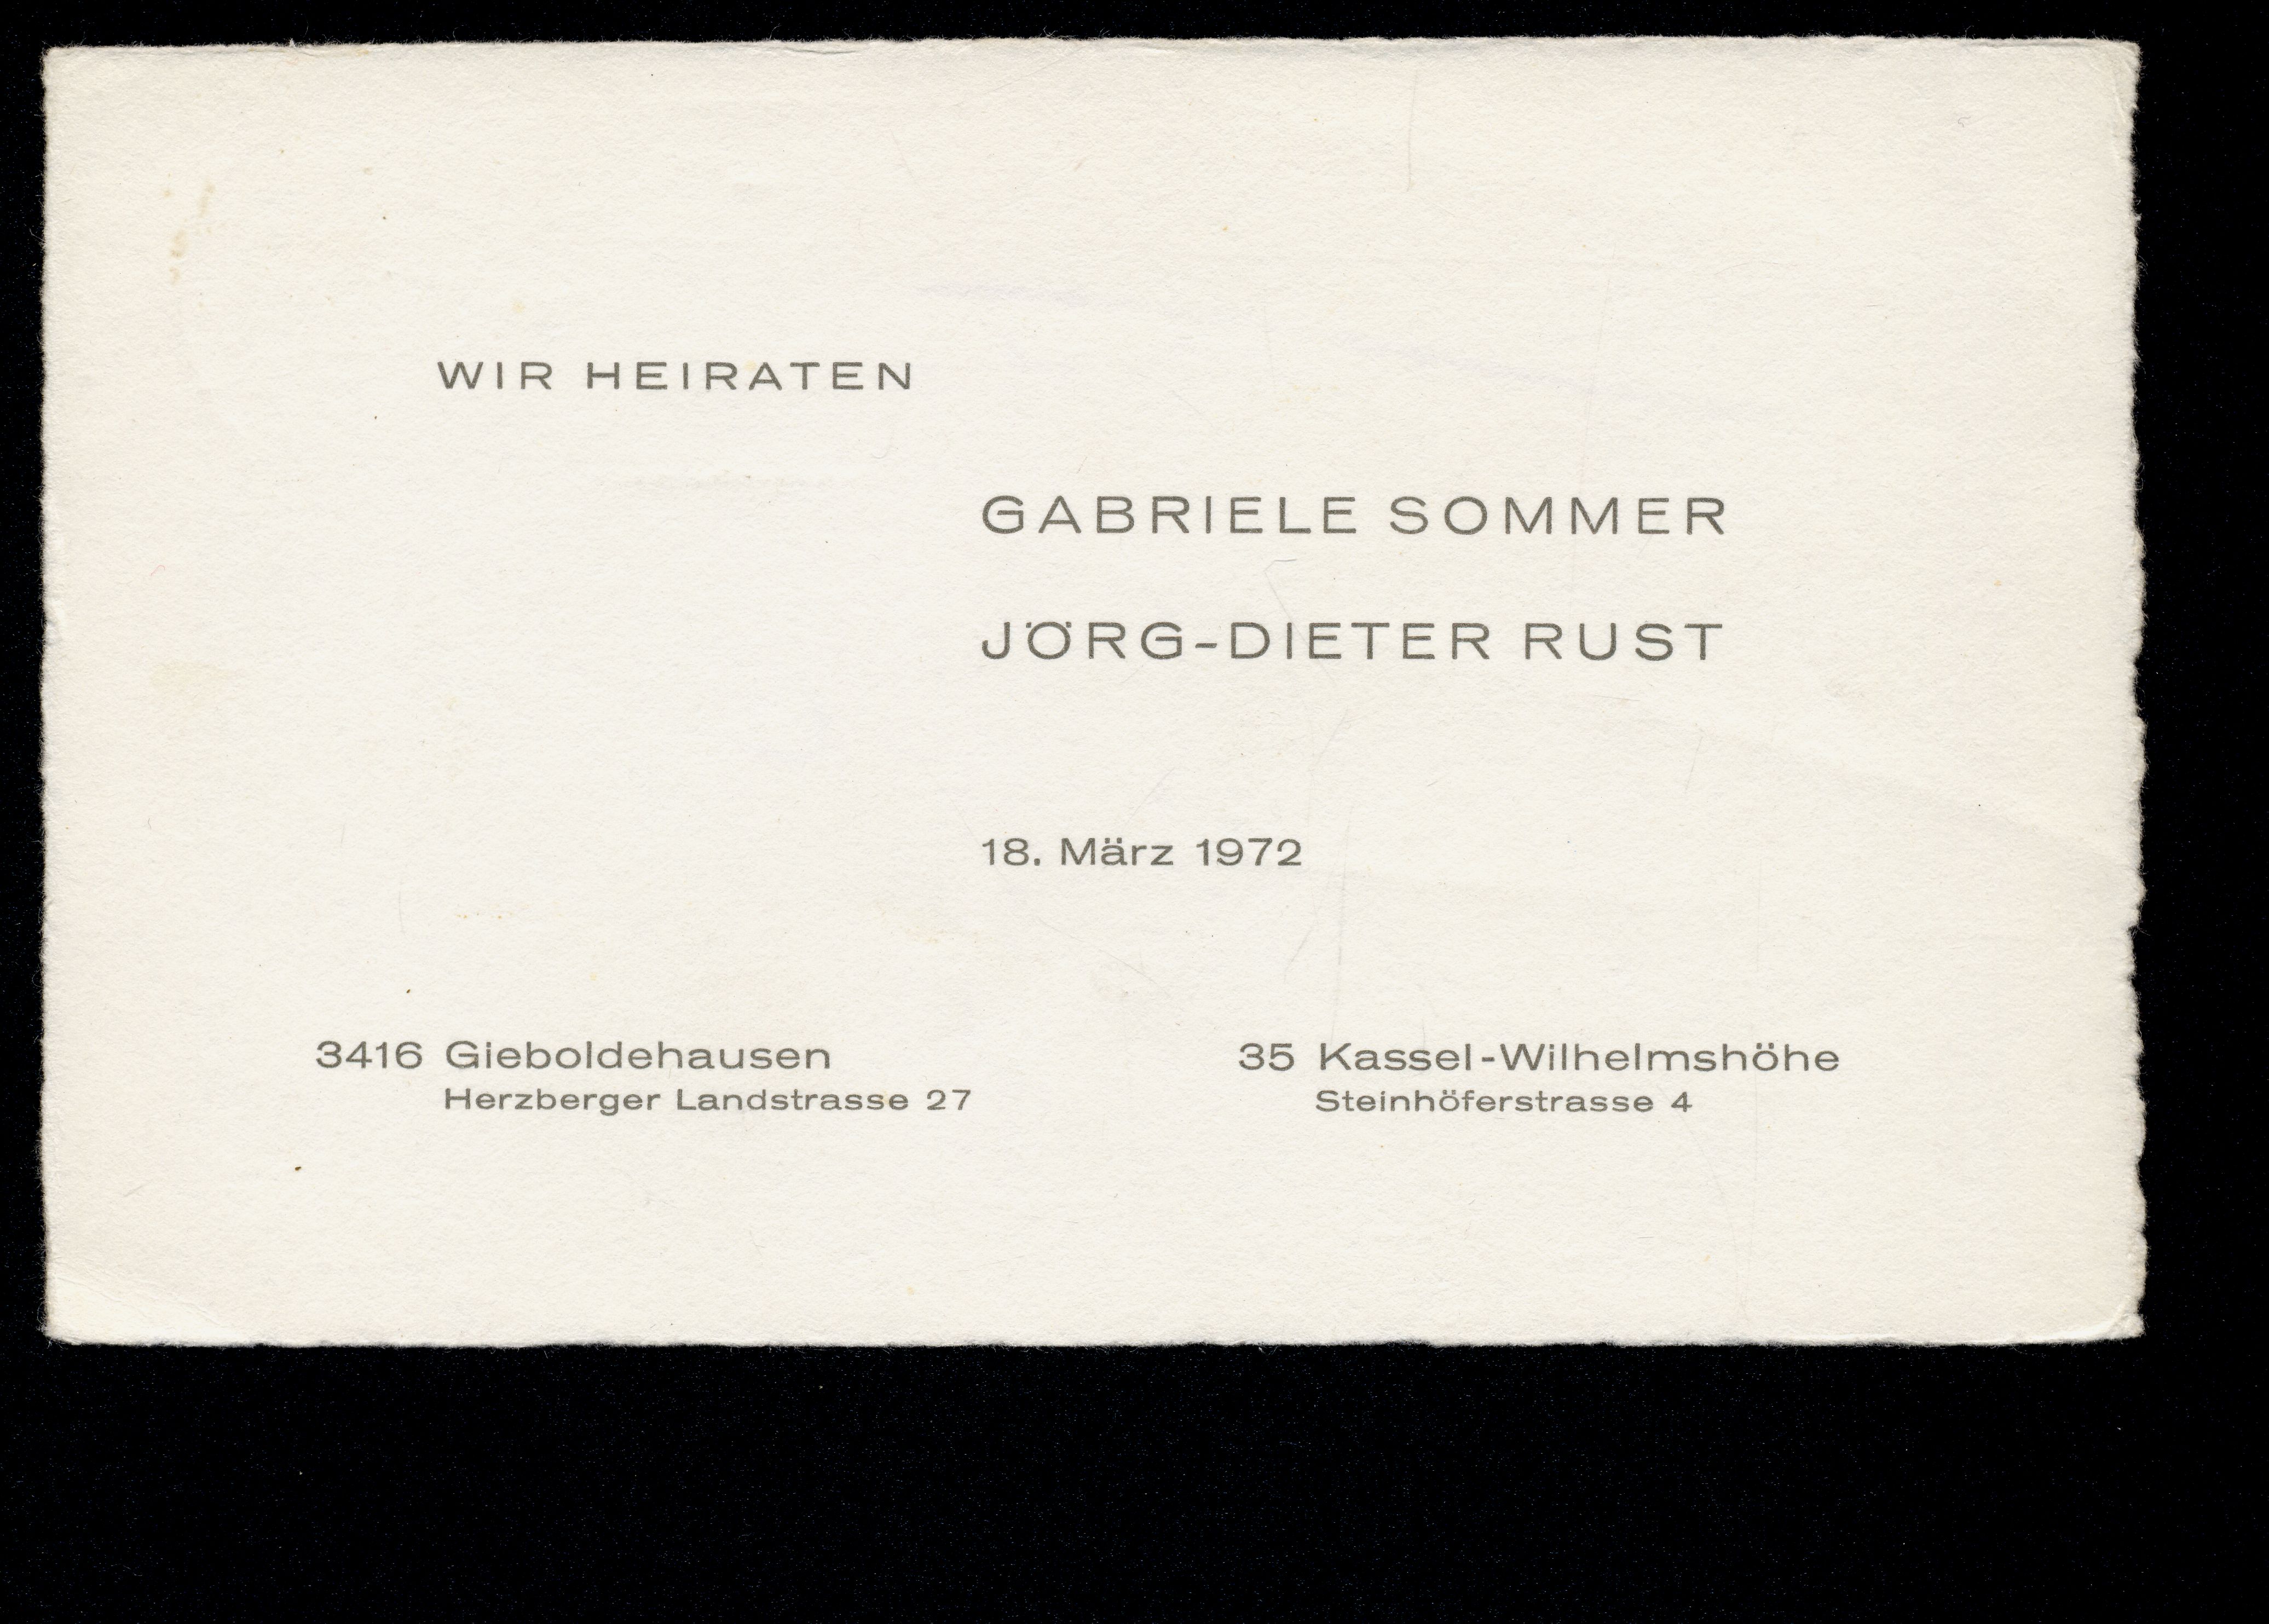 WIR HEIRATEN
GABRIELE SOMMER
JÖRG-DIETER RUST
18. März 1972
3416 Gieboldehausen
Herzberger Landstrasse 27
35 Kassel-Wilhelmshöhe
Steinhöferstrasse 4